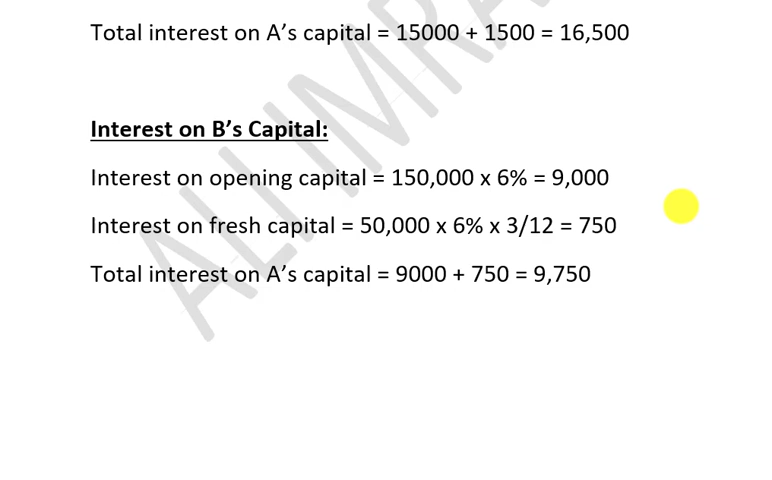 Total interest on A's capital = 15000 + 1500 = 16,500
Interest on B's Capital:
Interest on opening capital = 150,000 x 6% = 9,000
Interest on fresh capital = 50,000 x 6% x 3/12 = 750
Total interest on A's capital = 9000 + 750 = 9,750
ALI IMRA